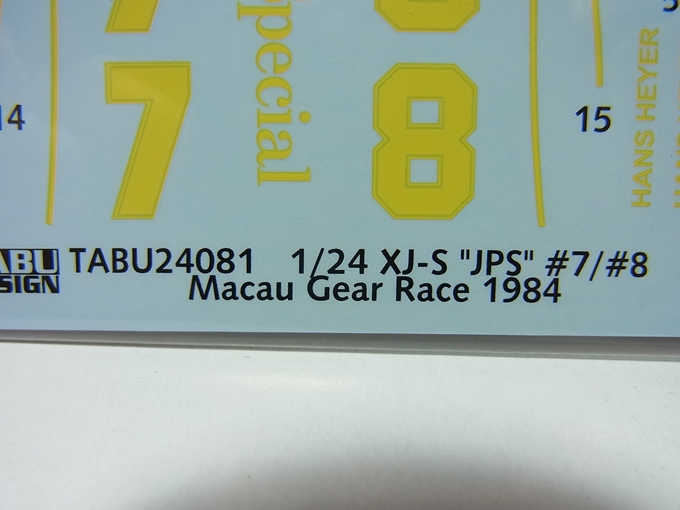 7
8
Special
14
15
HANS HEYER
ABU
SIGN
TABU24081 1/24 XJ-S "JPS" #7/#8
Macau Gear Race 1984